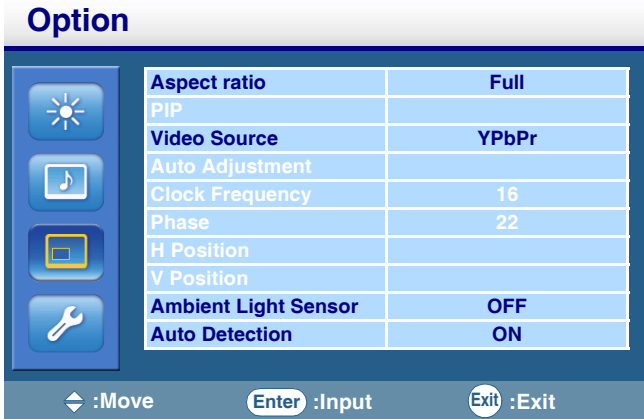 Option
Aspect ratio Full
PIP
Video Source YPbPr
Auto Adjustment
Clock Frequency 16
Phase 22
H Position
V Position
Ambient Light Sensor OFF
Auto Detection ON
:Move Enter :Input Exit :Exit